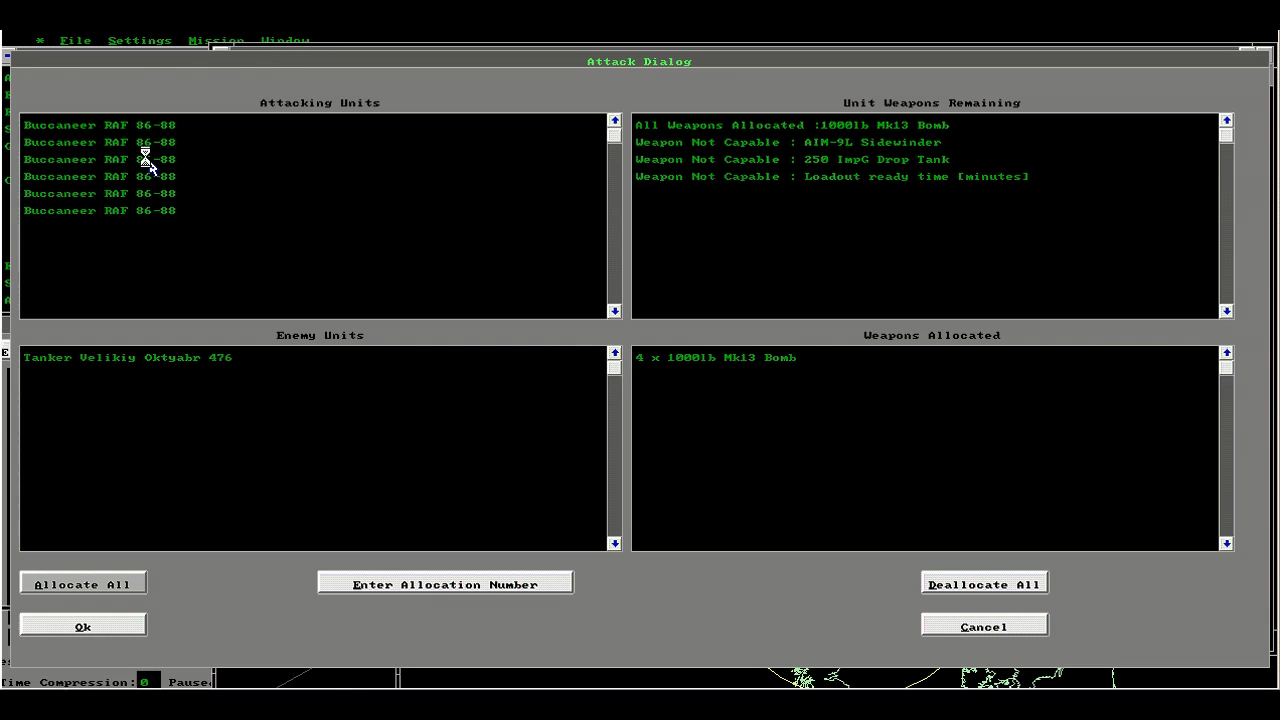 * File Settings Mission Window
Attack Dialog
Attacking Units
Unit Weapons Remaining
Buccaneer RAF 86-88
Buccaneer RAF 86-88
Buccaneer RAF 86-88
Buccaneer RAF 86-88
Buccaneer RAF 86-88
Buccaneer RAF 86-88
All Weapons Allocated :1000lb Mk13 Bomb
Weapon Not Capable : AIM-9L Sidewinder
Weapon Not Capable : 250 ImpG Drop Tank
Weapon Not Capable : Loadout ready time [minutes]
Enemy Units
Weapons Allocated
Tanker Velikiy Oktyabr 476
4 x 1000lb Mk13 Bomb
Allocate All
Enter Allocation Number
Deallocate All
Ok
Cancel
Time Compression:0 Paused